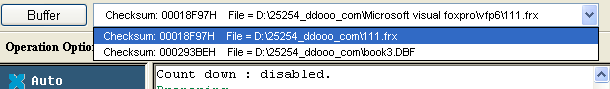 Buffer
Checksum: 00018F97H File = D:\25254_ddooo_com\Microsoft visual foxpro\vfp6\111.frx
Checksum: 00018F97H File = D:\25254_ddooo_com\111.frx
Checksum: 000293BEH File = D:\25254_ddooo_com\book3.DBF
Operation Optio
Auto
Count down : disabled.